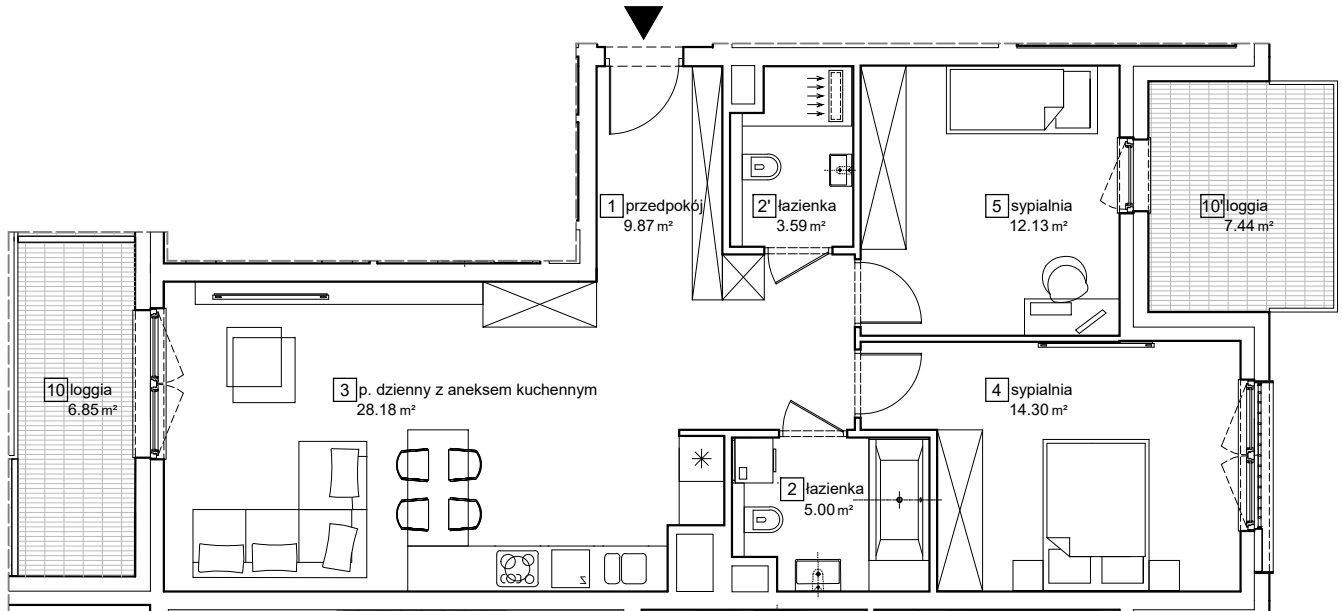 1 przedpokój
9.87 m²
2' łazienka
3.59 m²
5 sypialnia
12.13 m²
10' loggia
7.44 m²
10 loggia
6.85 m²
3 p. dzienny z aneksem kuchennym
28.18 m²
4 sypialnia
14.30 m²
2 łazienka
5.00 m²
z